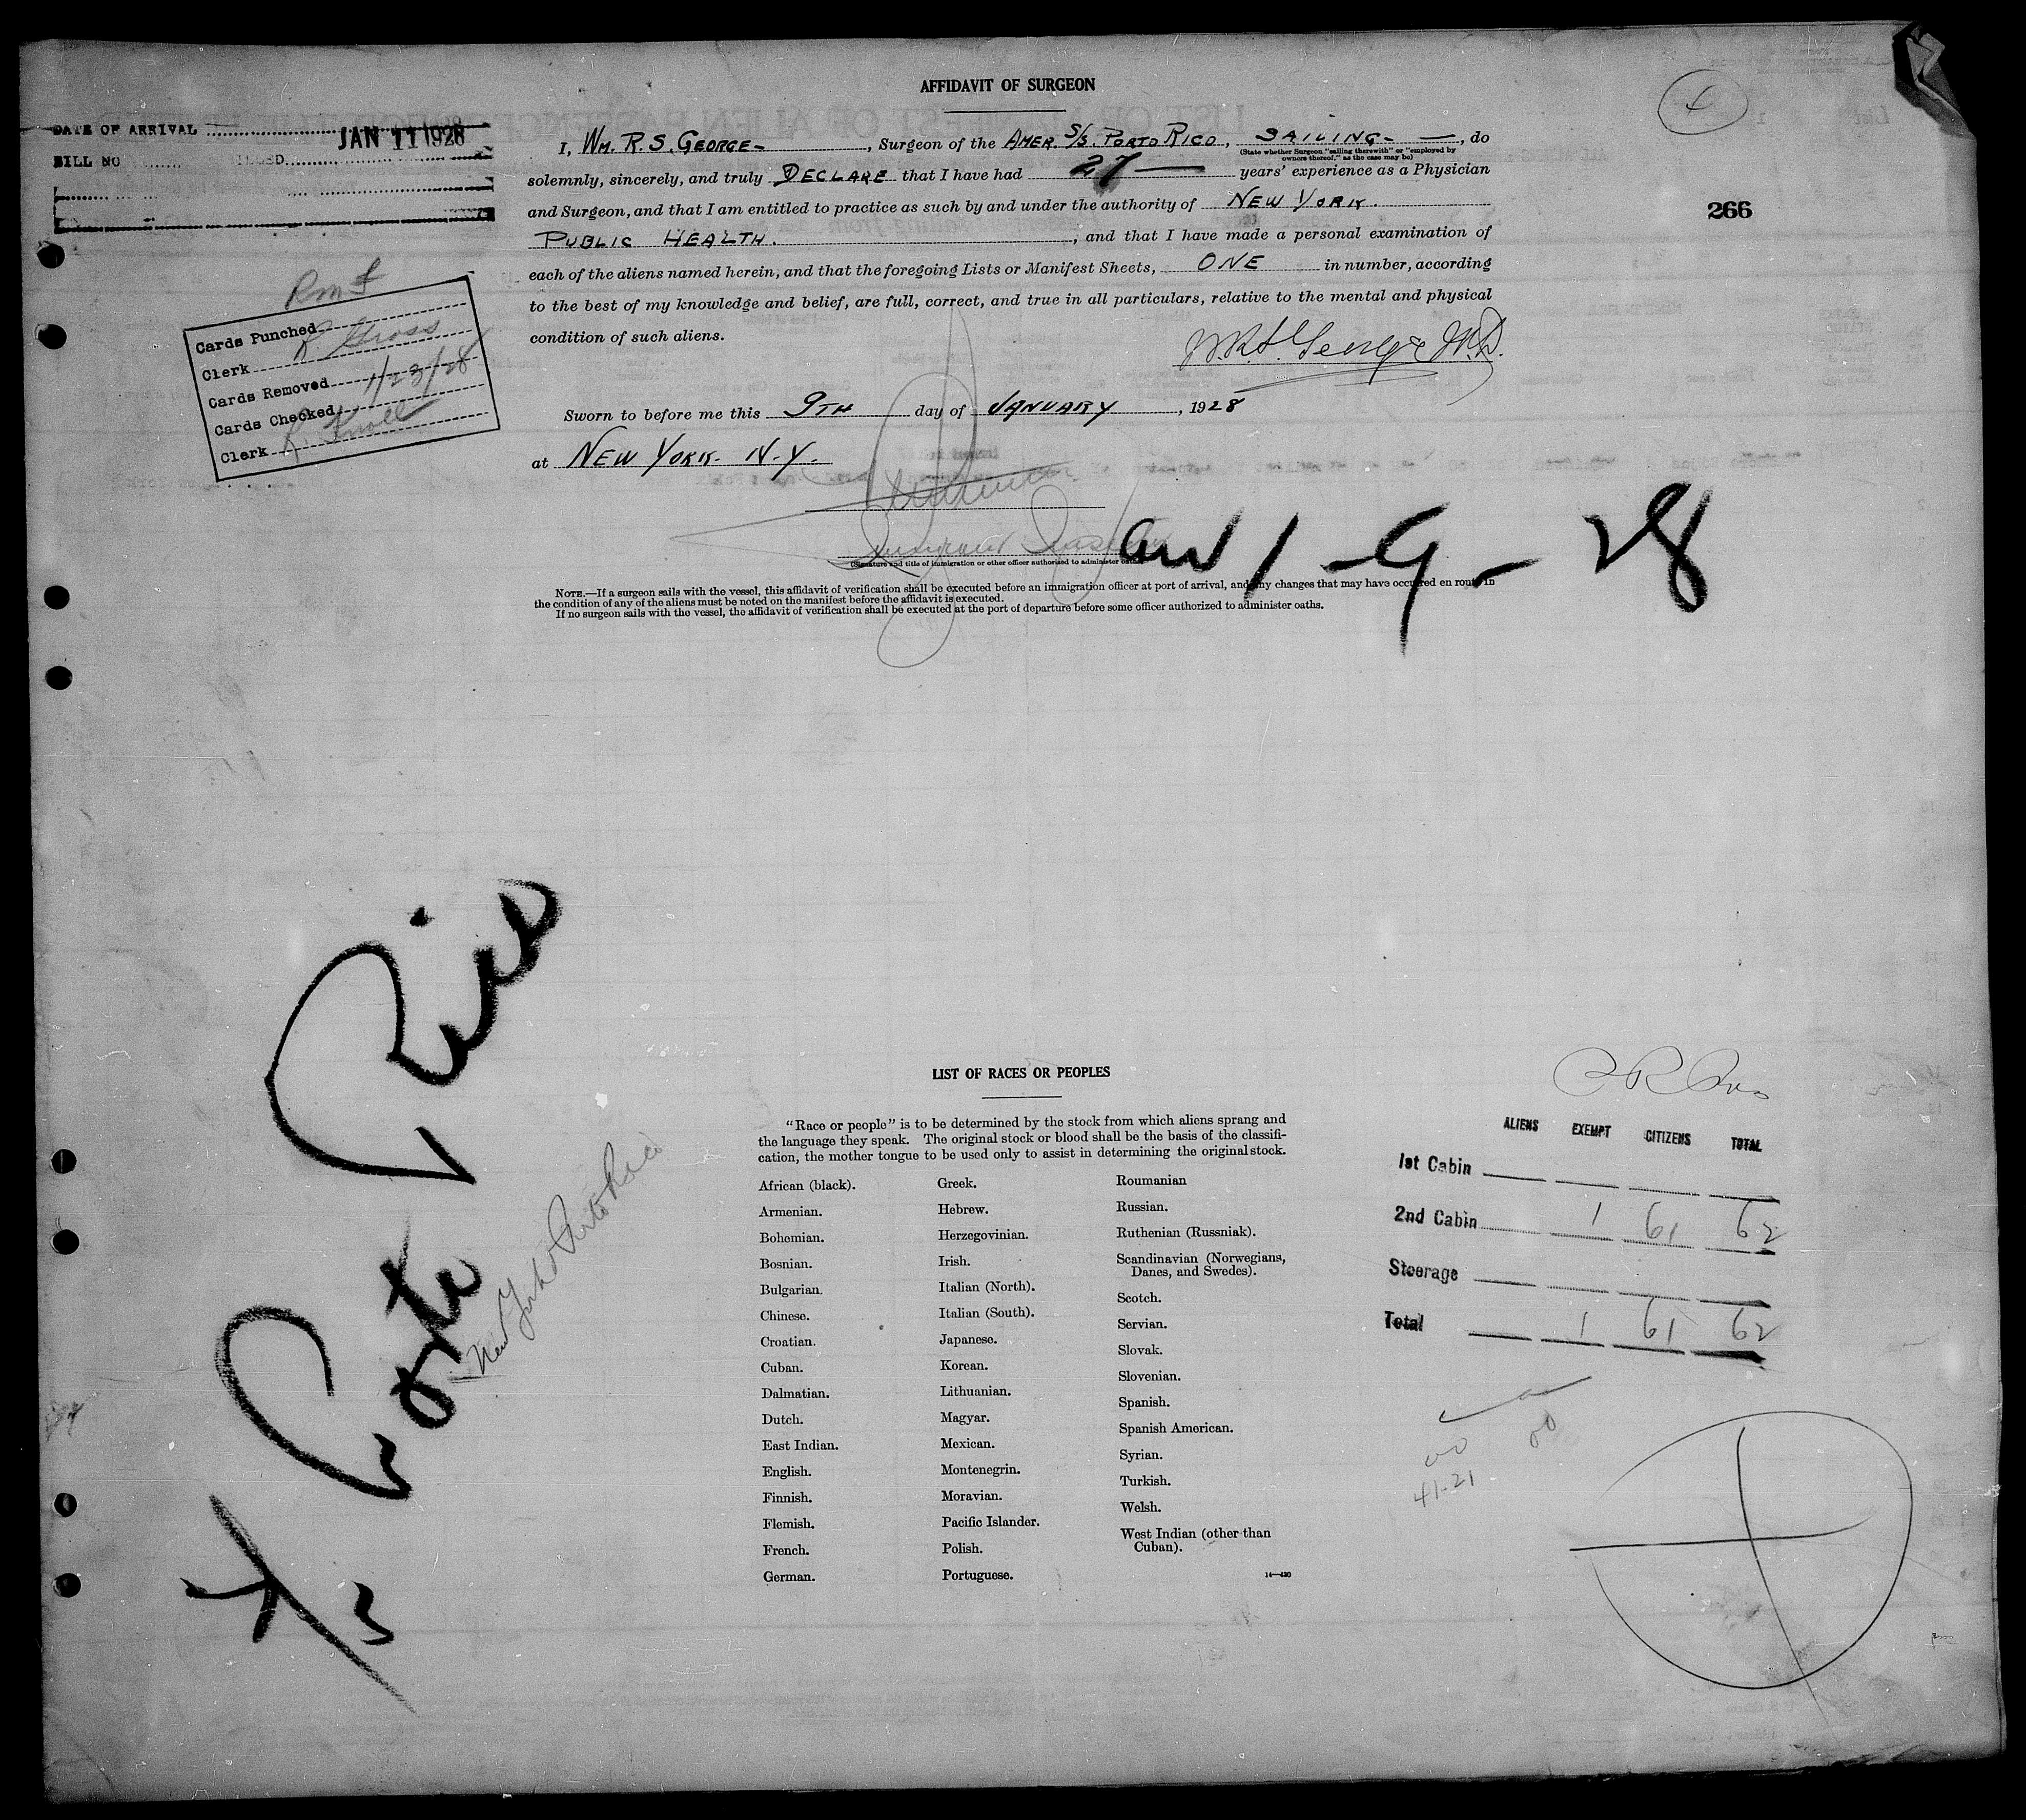 AFFIDAVIT OF SURGEON
DATE OF ARRIVAL JAN 11 1928
BILL NO
I, WM. R. S. GEORGE-, Surgeon of the AMER. S/S. PORTO RICO, SAILING- —, do
(State whether Surgeon "sailing therewith" or "employed by
owners thereof," as the case may be)
solemnly, sincerely, and truly DECLARE that I have had 27— years' experience as a Physician
and Surgeon, and that I am entitled to practice as such by and under the authority of NEW YORK.
PUBLIC HEALTH., and that I have made a personal examination of
each of the aliens named herein, and that the foregoing Lists or Manifest Sheets, ONE in number, according
to the best of my knowledge and belief, are full, correct, and true in all particulars, relative to the mental and physical
condition of such aliens.
W.R.S. George M.D.
Sworn to before me this 9TH day of JANUARY, 1928
at NEW YORK. N.Y.
Immigrant Inspector
(Signature and title of immigration or other officer authorized to administer oaths.)
NOTE.—If a surgeon sails with the vessel, this affidavit of verification shall be executed before an immigration officer at port of arrival, and any changes that may have occurred en route in
the condition of any of the aliens must be noted on the manifest before the affidavit is executed.
If no surgeon sails with the vessel, the affidavit of verification shall be executed at the port of departure before some officer authorized to administer oaths.
266
Cards Punched
Clerk R Gross
Cards Removed
Cards Checked 1/23/28
Clerk
1-9-28
S/S Porto Rico
New York to Porto Rico
LIST OF RACES OR PEOPLES
"Race or people" is to be determined by the stock from which aliens sprang and
the language they speak. The original stock or blood shall be the basis of the classifi-
cation, the mother tongue to be used only to assist in determining the original stock.
African (black).
Armenian.
Bohemian.
Bosnian.
Bulgarian.
Chinese.
Croatian.
Cuban.
Dalmatian.
Dutch.
East Indian.
English.
Finnish.
Flemish.
French.
German.
Greek.
Hebrew.
Herzegovinian.
Irish.
Italian (North).
Italian (South).
Japanese.
Korean.
Lithuanian.
Magyar.
Mexican.
Montenegrin.
Moravian.
Pacific Islander.
Polish.
Portuguese.
Roumanian
Russian.
Ruthenian (Russniak).
Scandinavian (Norwegians,
Danes, and Swedes).
Scotch.
Servian.
Slovak.
Slovenian.
Spanish.
Spanish American.
Syrian.
Turkish.
Welsh.
West Indian (other than
Cuban).
14—430
ALIENS EXEMPT CITIZENS TOTAL
1st Cabin
2nd Cabin 1 61 62
Steerage
Total 1 61 62
41-21